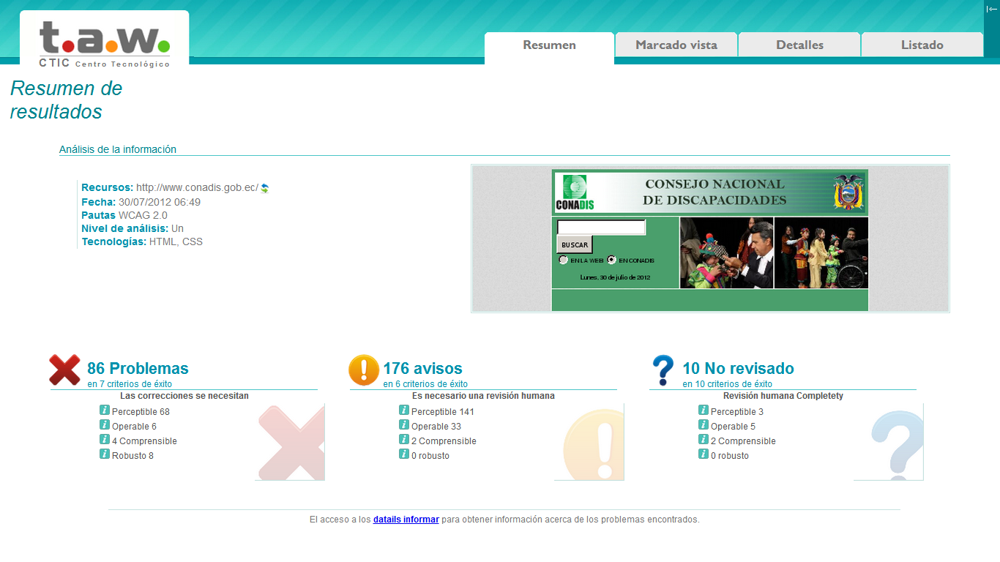 t.a.w.
CTIC Centro Tecnológico
Resumen
Marcado vista
Detalles
Listado
Resumen de
resultados
Análisis de la información
Recursos: http://www.conadis.gob.ec/
Fecha: 30/07/2012 06:49
Pautas WCAG 2.0
Nivel de análisis: Un
Tecnologías: HTML, CSS
CONADIS
CONSEJO NACIONAL
DE DISCAPACIDADES
BUSCAR
EN LA WEB EN CONADIS
Lunes, 30 de julio de 2012
86 Problemas
en 7 criterios de éxito
Las correcciones se necesitan
Perceptible 68
Operable 6
4 Comprensible
Robusto 8
176 avisos
en 6 criterios de éxito
Es necesario una revisión humana
Perceptible 141
Operable 33
2 Comprensible
0 robusto
10 No revisado
en 10 criterios de éxito
Revisión humana Completety
Perceptible 3
Operable 5
2 Comprensible
0 robusto
El acceso a los datails informar para obtener información acerca de los problemas encontrados.